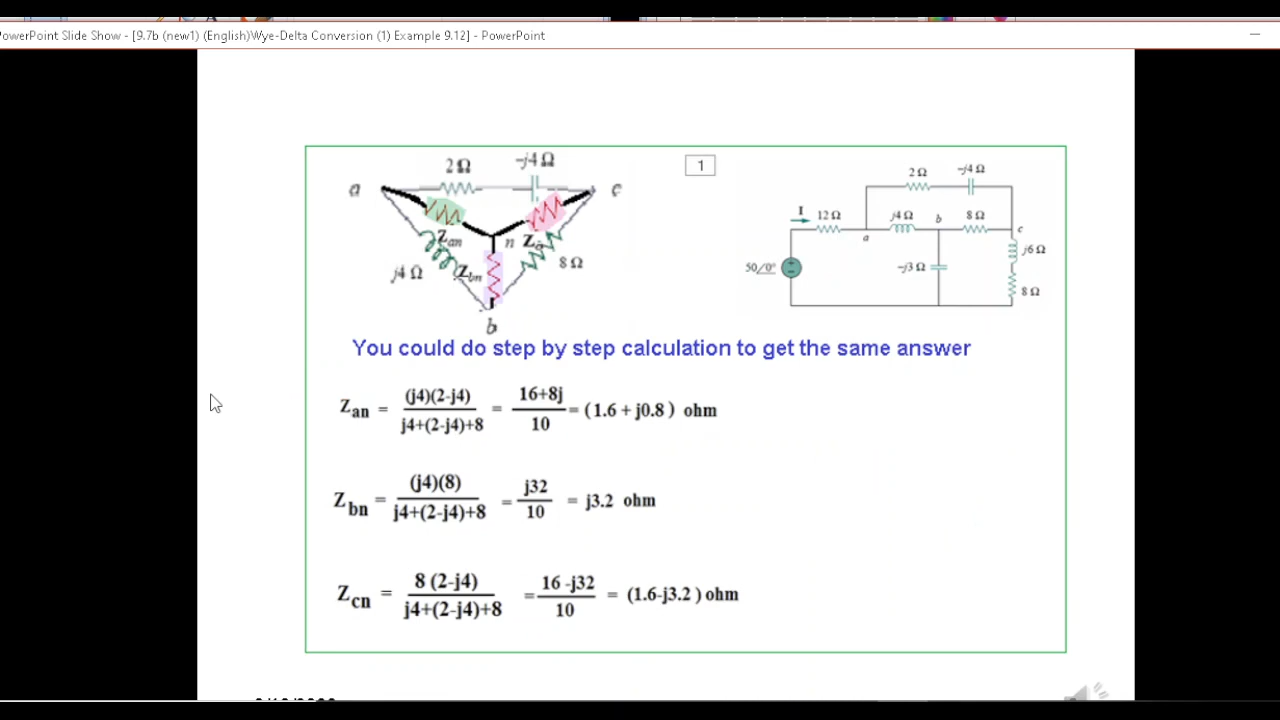 PowerPoint Slide Show - [9.7b (new1) (English)Wye-Delta Conversion (1) Example 9.12] - PowerPoint
2 Ω -j4 Ω
a c
Zan n Z
j4 Ω Zbn 8 Ω
b
1
2 Ω -j4 Ω
I 12 Ω j4 Ω b 8 Ω
a c
j6 Ω
50/0° -j3 Ω
8 Ω
You could do step by step calculation to get the same answer
Zan = (j4)(2-j4) / j4+(2-j4)+8 = 16+8j / 10 = (1.6 + j0.8 ) ohm
Zbn = (j4)(8) / j4+(2-j4)+8 = j32 / 10 = j3.2 ohm
Zcn = 8 (2-j4) / j4+(2-j4)+8 = 16 -j32 / 10 = (1.6-j3.2 ) ohm